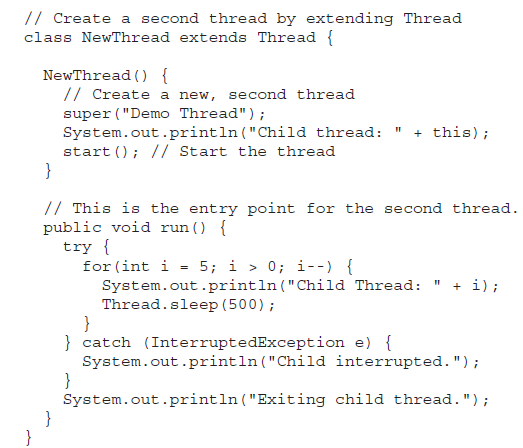 // Create a second thread by extending Thread
class NewThread extends Thread {
NewThread() {
// Create a new, second thread
super("Demo Thread");
System.out.println("Child thread: " + this);
start(); // Start the thread
}
// This is the entry point for the second thread.
public void run() {
try {
for(int i = 5; i > 0; i--) {
System.out.println("Child Thread: " + i);
Thread.sleep(500);
}
} catch (InterruptedException e) {
System.out.println("Child interrupted.");
}
System.out.println("Exiting child thread.");
}
}